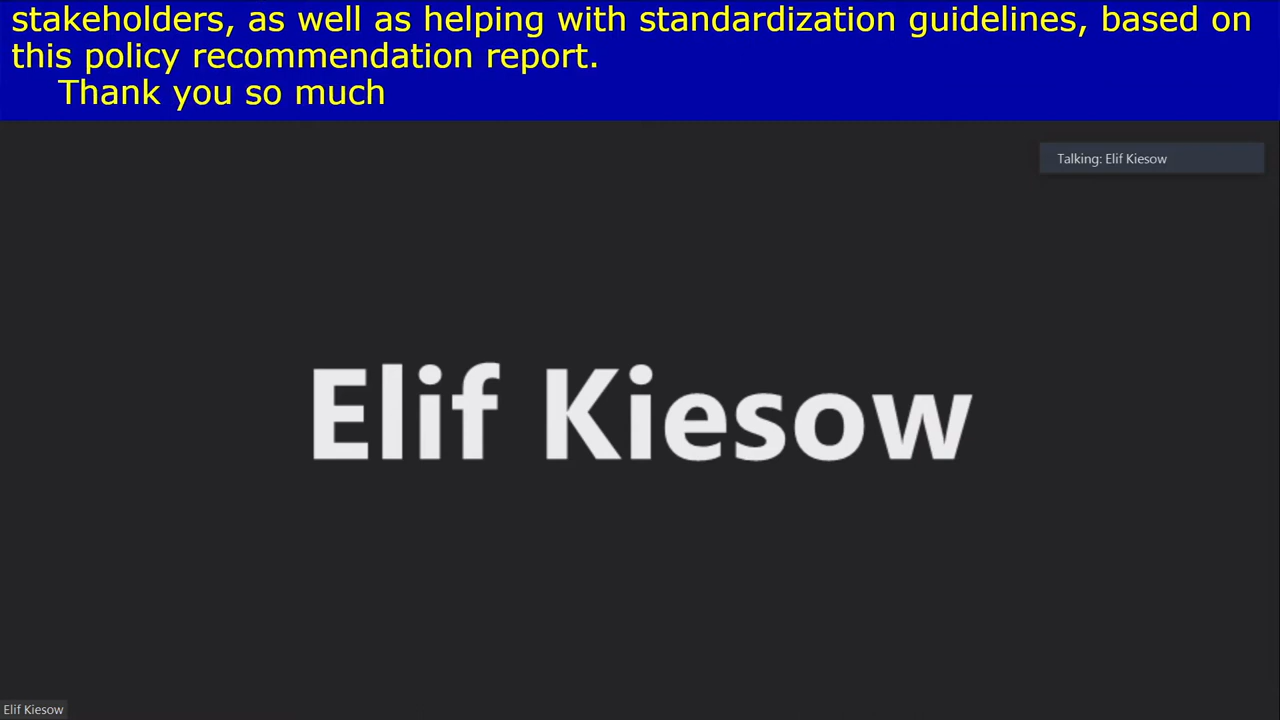 stakeholders, as well as helping with standardization guidelines, based on
this policy recommendation report.
Thank you so much
Talking: Elif Kiesow
Elif Kiesow
Elif Kiesow